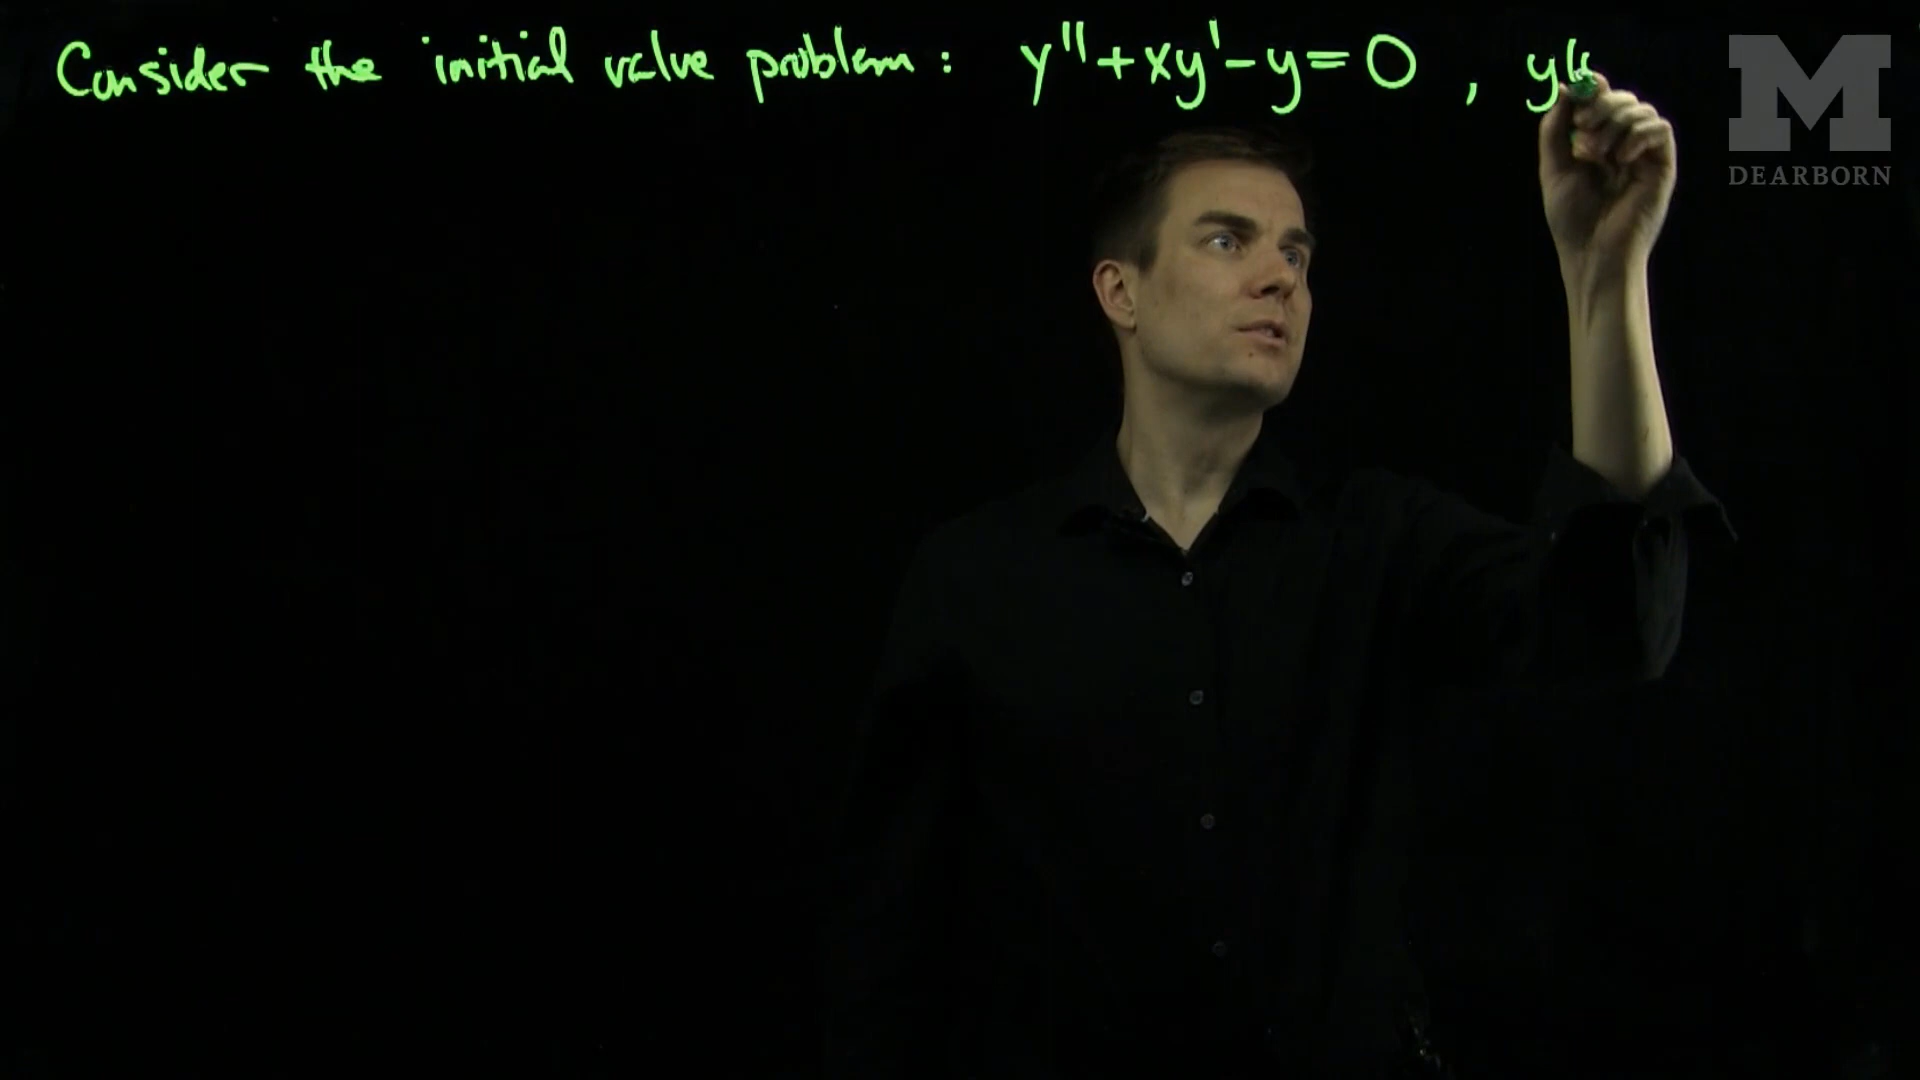 Consider the initial value problem : y"+xy'-y=0 , y(
M
DEARBORN